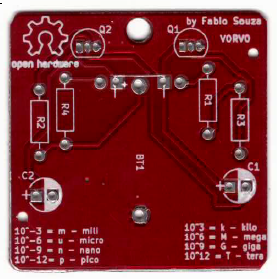 by Fabio Souza
VORVO
open hardware
Q2
Q1
R2
R4
R1
R3
BT1
C2
C1
10^-3 = m - mili
10^-6 = u - micro
10^-9 = n - nano
10^-12= p - pico
10^3 = k - kilo
10^6 = M - mega
10^9 = G - giga
10^12 = T - tera